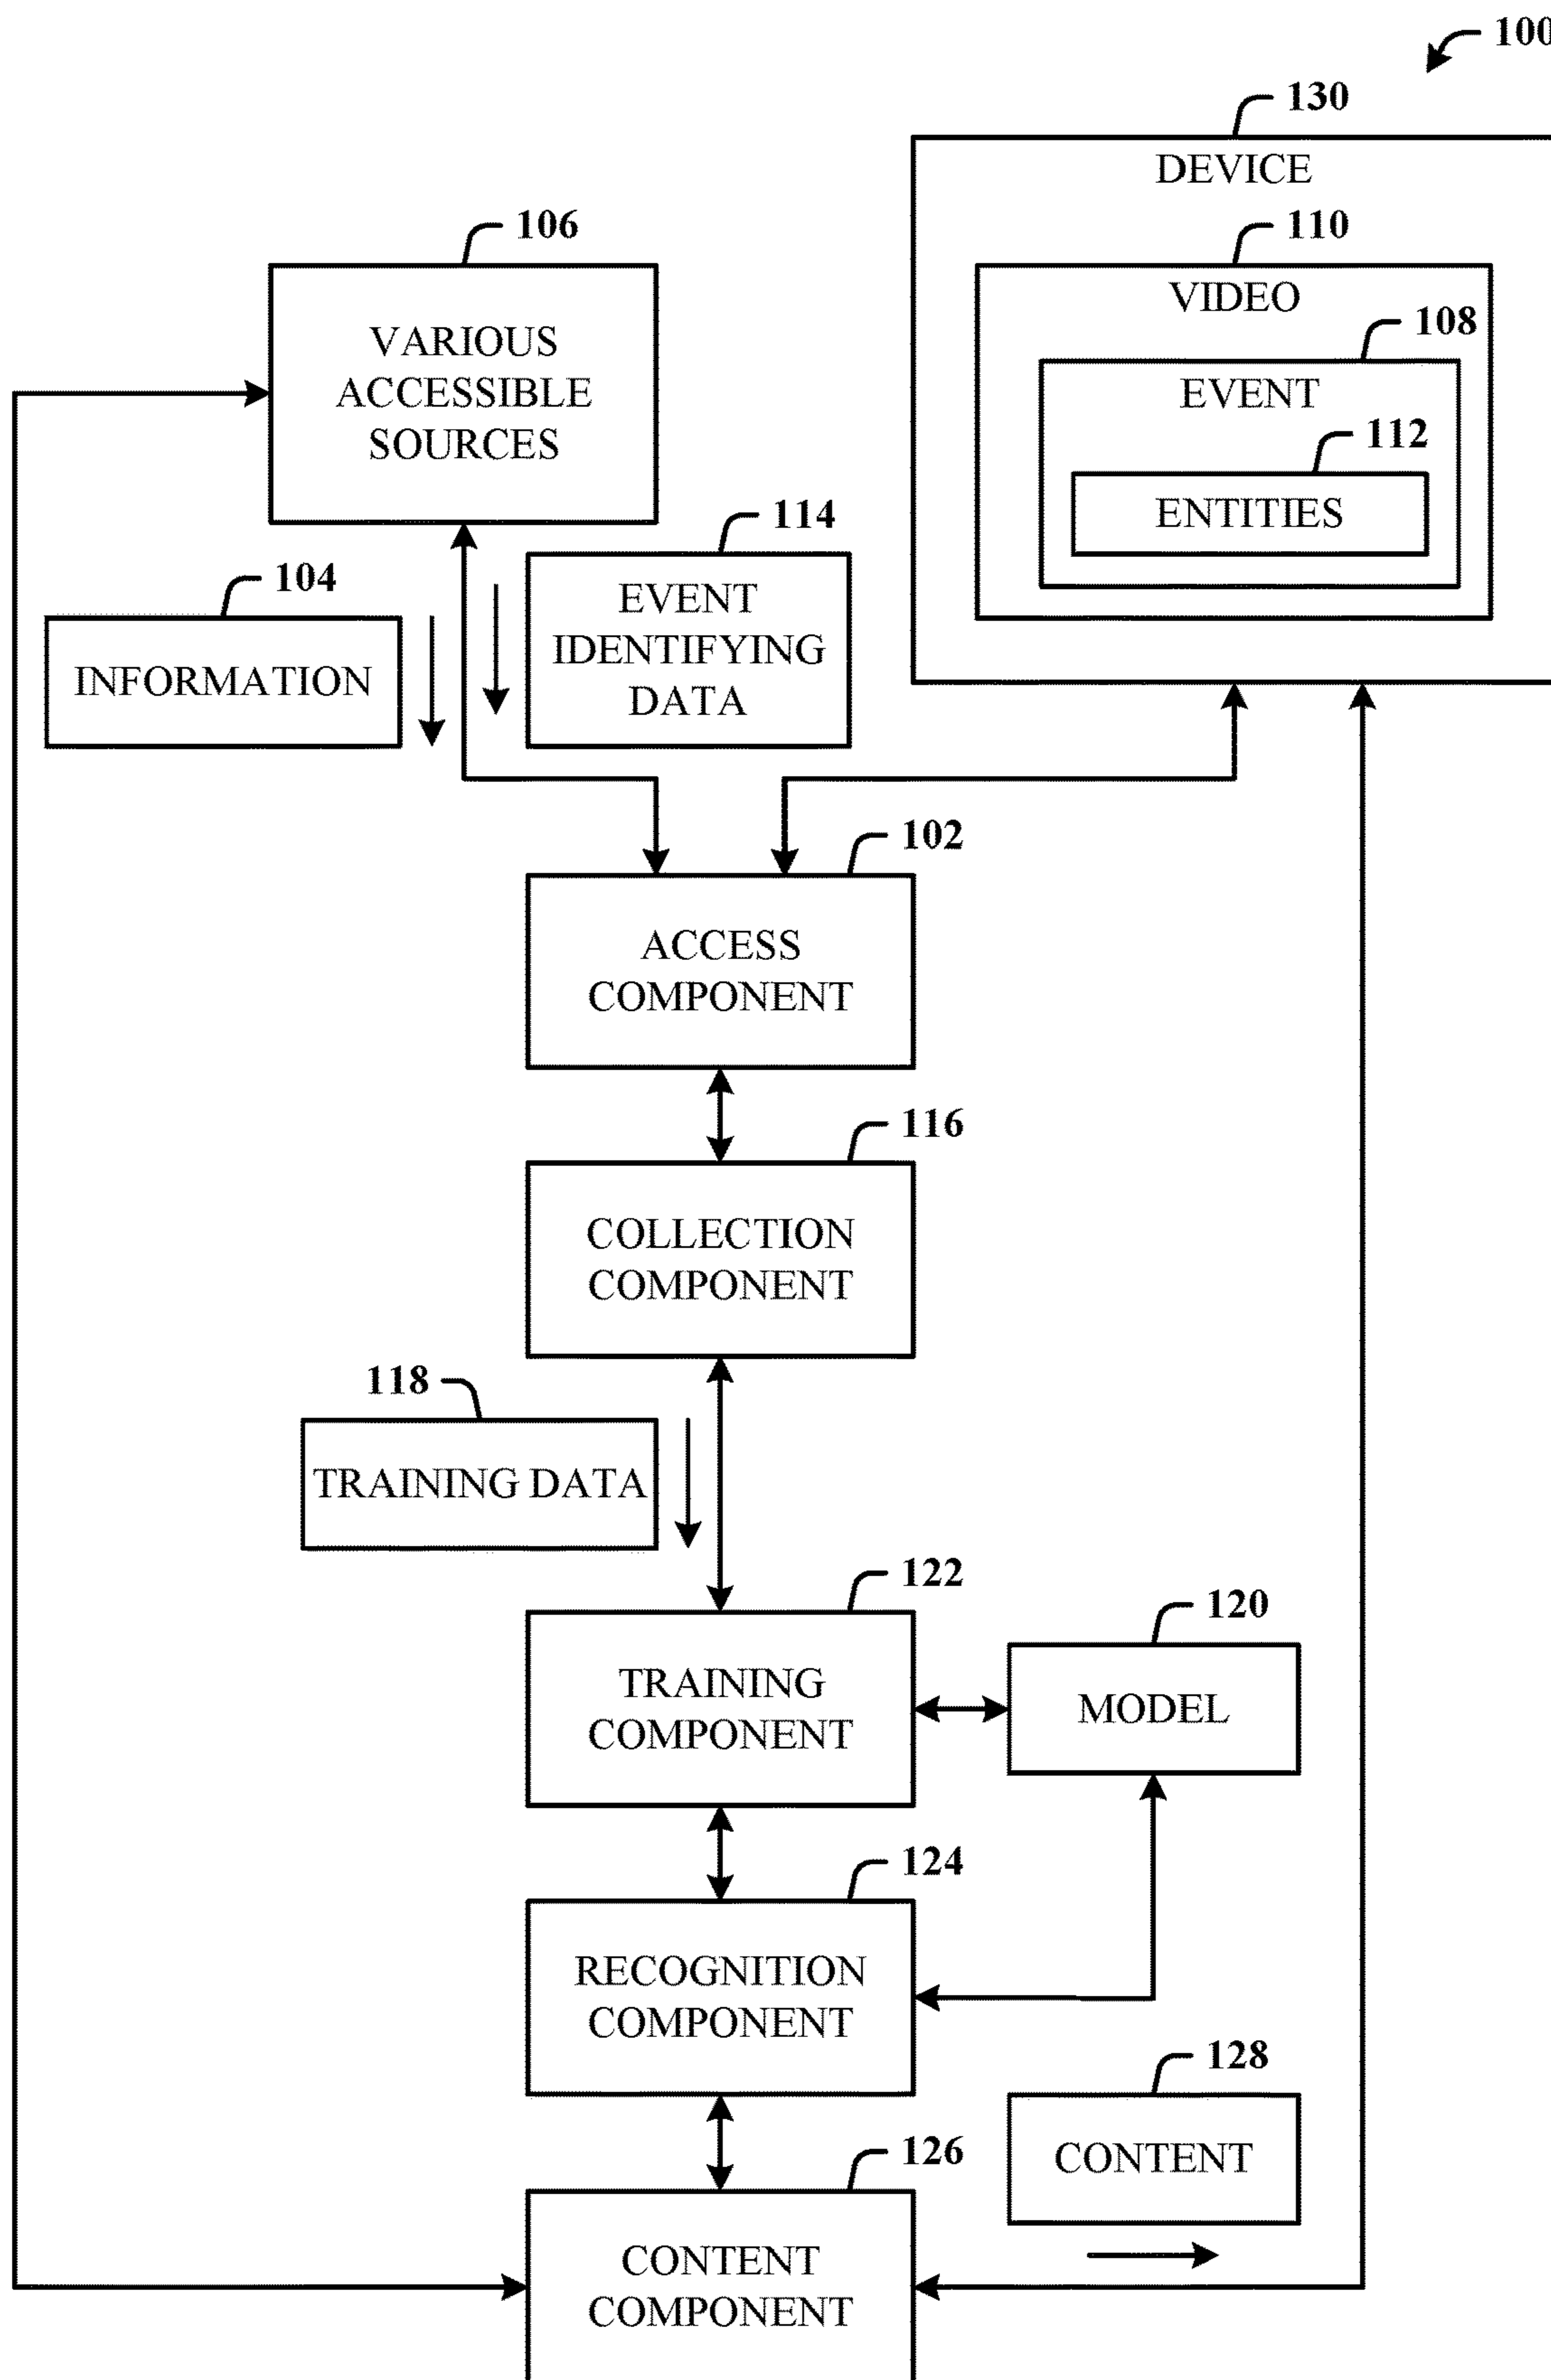 100
130
DEVICE
106
110
VIDEO
VARIOUS
ACCESSIBLE
SOURCES
108
EVENT
112
ENTITIES
114
EVENT
IDENTIFYING
DATA
104
INFORMATION
102
ACCESS
COMPONENT
116
COLLECTION
COMPONENT
118
TRAINING DATA
122
TRAINING
COMPONENT
120
MODEL
124
RECOGNITION
COMPONENT
128
CONTENT
126
CONTENT
COMPONENT